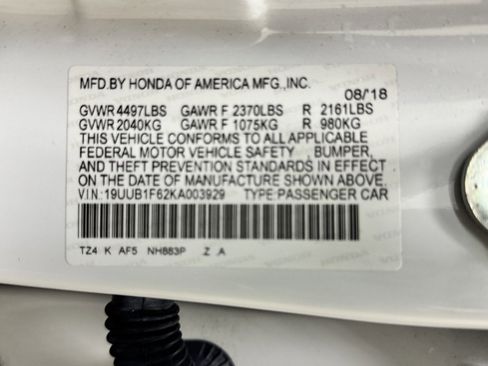 MFD.BY HONDA OF AMERICA MFG.,INC.
08/'18
GVWR 4497LBS GAWR F 2370LBS R 2161LBS
GVWR 2040KG GAWR F 1075KG R 980KG
THIS VEHICLE CONFORMS TO ALL APPLICABLE
FEDERAL MOTOR VEHICLE SAFETY , BUMPER,
AND THEFT PREVENTION STANDARDS IN EFFECT
ON THE DATE OF MANUFACTURE SHOWN ABOVE.
V.I.N.: 19UUB1F62KA003929 TYPE:PASSENGER CAR
TZ4 K AF5 NH883P Z .A